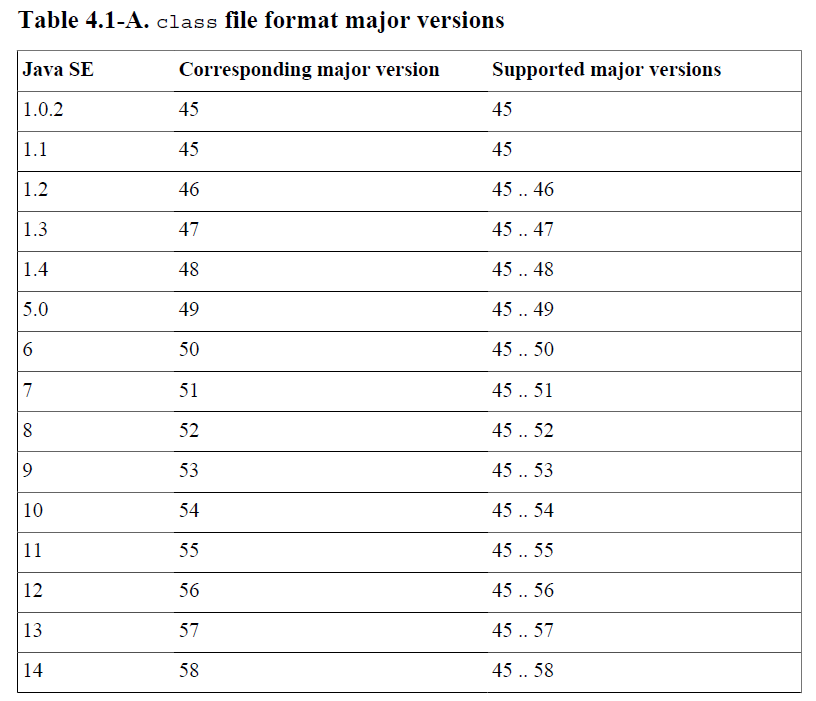 Table 4.1-A. class file format major versions
Java SE Corresponding major version Supported major versions
1.0.2 45 45
1.1 45 45
1.2 46 45 .. 46
1.3 47 45 .. 47
1.4 48 45 .. 48
5.0 49 45 .. 49
6 50 45 .. 50
7 51 45 .. 51
8 52 45 .. 52
9 53 45 .. 53
10 54 45 .. 54
11 55 45 .. 55
12 56 45 .. 56
13 57 45 .. 57
14 58 45 .. 58